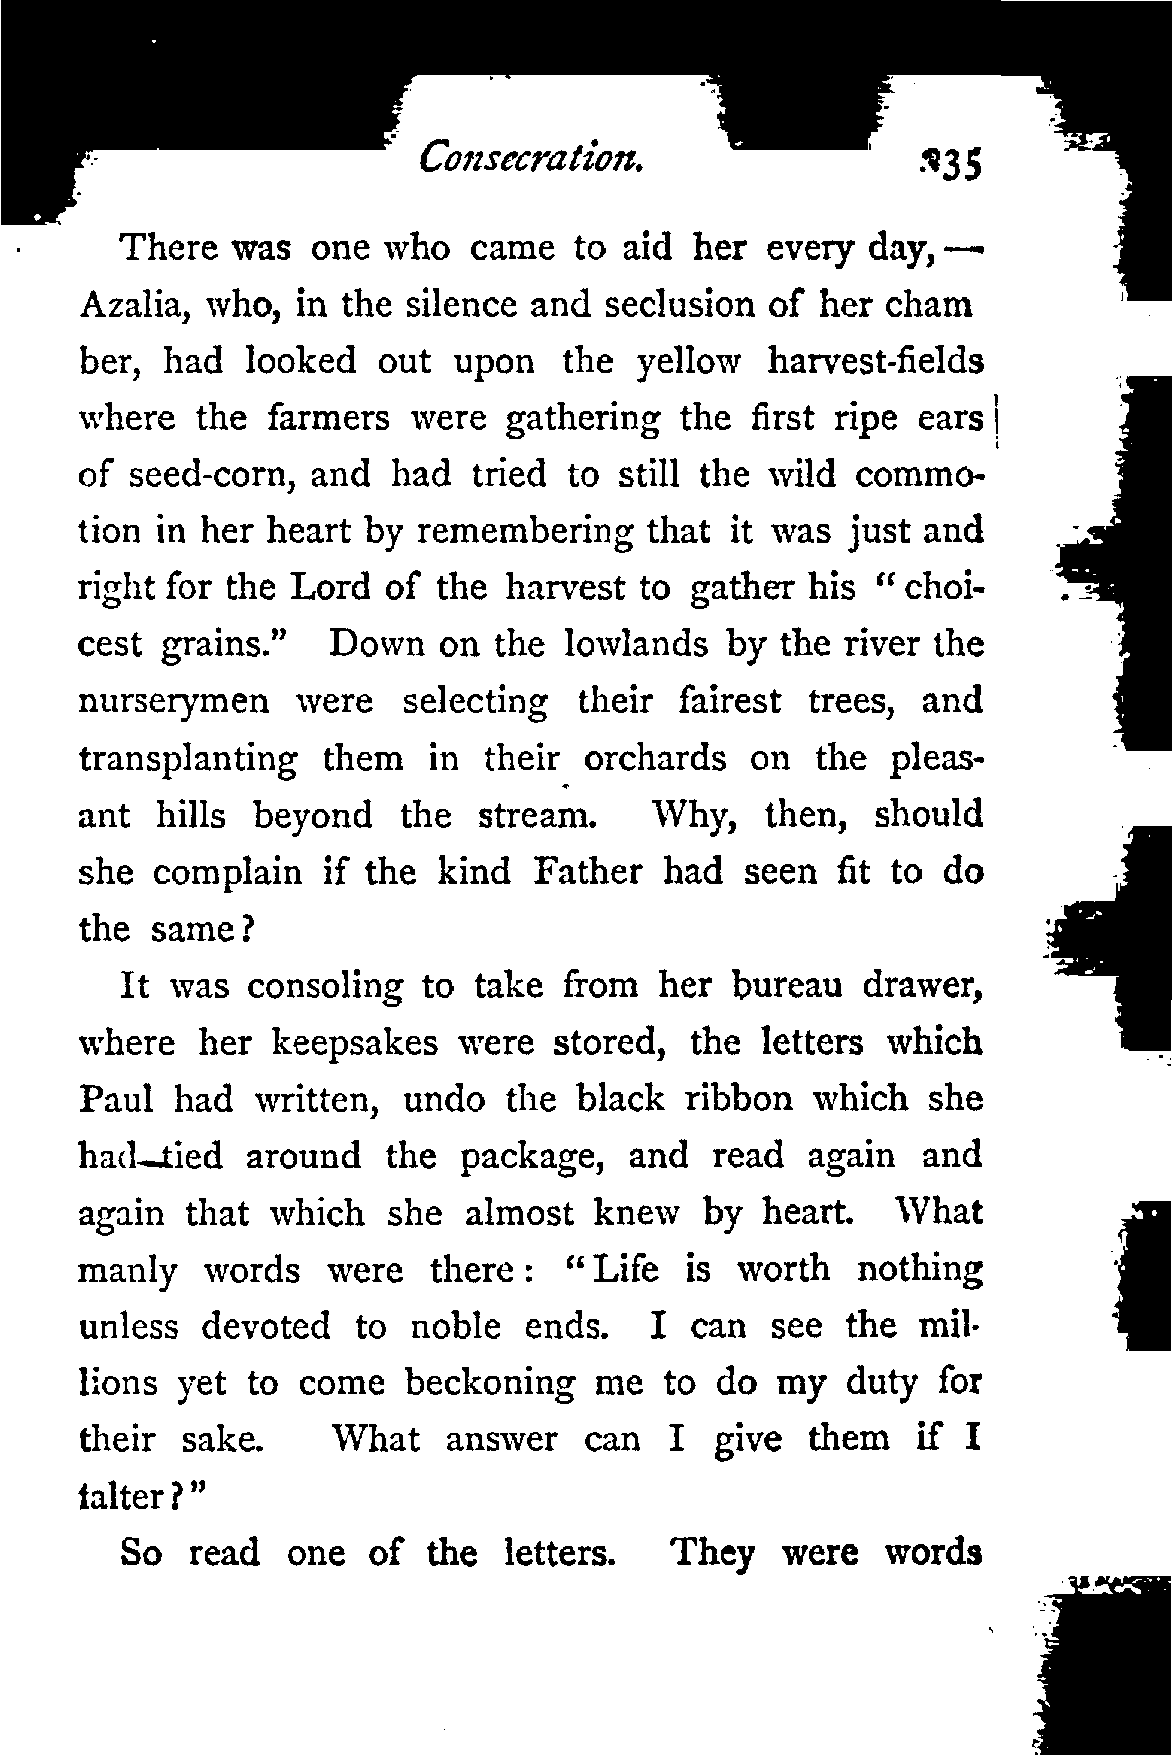 Consecration. 235
There was one who came to aid her every day,—
Azalia, who, in the silence and seclusion of her cham
ber, had looked out upon the yellow harvest-fields
where the farmers were gathering the first ripe ears
of seed-corn, and had tried to still the wild commo-
tion in her heart by remembering that it was just and
right for the Lord of the harvest to gather his "choi-
cest grains." Down on the lowlands by the river the
nurserymen were selecting their fairest trees, and
transplanting them in their orchards on the pleas-
ant hills beyond the stream. Why, then, should
she complain if the kind Father had seen fit to do
the same?
It was consoling to take from her bureau drawer,
where her keepsakes were stored, the letters which
Paul had written, undo the black ribbon which she
had tied around the package, and read again and
again that which she almost knew by heart. What
manly words were there: "Life is worth nothing
unless devoted to noble ends. I can see the mil-
lions yet to come beckoning me to do my duty for
their sake. What answer can I give them if I
falter?"
So read one of the letters. They were words